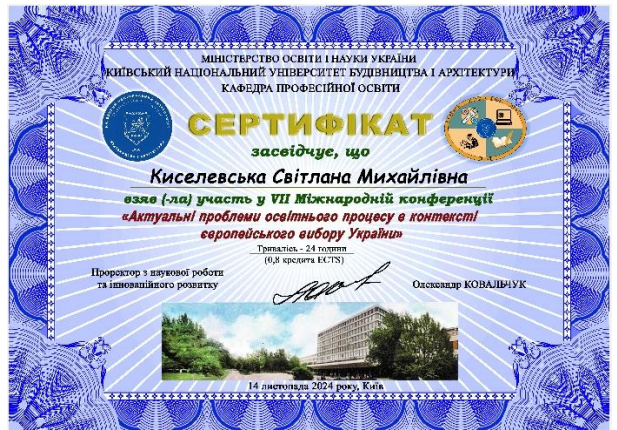 МІНІСТЕРСТВО ОСВІТИ І НАУКИ УКРАЇНИ
КИЇВСЬКИЙ НАЦІОНАЛЬНИЙ УНІВЕРСИТЕТ БУДІВНИЦТВА І АРХІТЕКТУРИ
КАФЕДРА ПРОФЕСІЙНОЇ ОСВІТИ
СЕРТИФІКАТ
засвідчує, що
Киселевська Світлана Михайлівна
взяв (-ла) участь у VII Міжнародній конференції
«Актуальні проблеми освітнього процесу в контексті
європейського вибору України»
Тривалісь - 24 години
(0,8 кредита ECTS)
Проректор з наукової роботи
та інноваційного розвитку
Олександр КОВАЛЬЧУК
14 листопада 2024 року, Київ